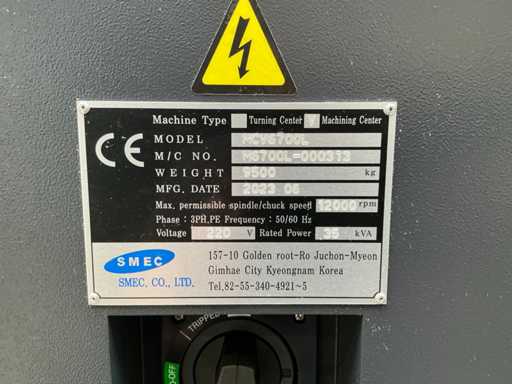 Machine Type Turning Center V Machining Center
MODEL MCV6700L
M/C NO. M6700L-000313
WEIGHT 9500 kg
MFG. DATE 2023 06
Max, permissible spindle/chuck speed 12000 rpm
Phase : 3PH,PE Frequency : 50/60 Hz
Voltage 220 V Rated Power 35 kVA
CE
SMEC
SMEC. CO., LTD.
157-10 Golden root-Ro Juchon-Myeon
Gimhae City Kyeongnam Korea
Tel,82-55-340-4921~5
TRIPPED